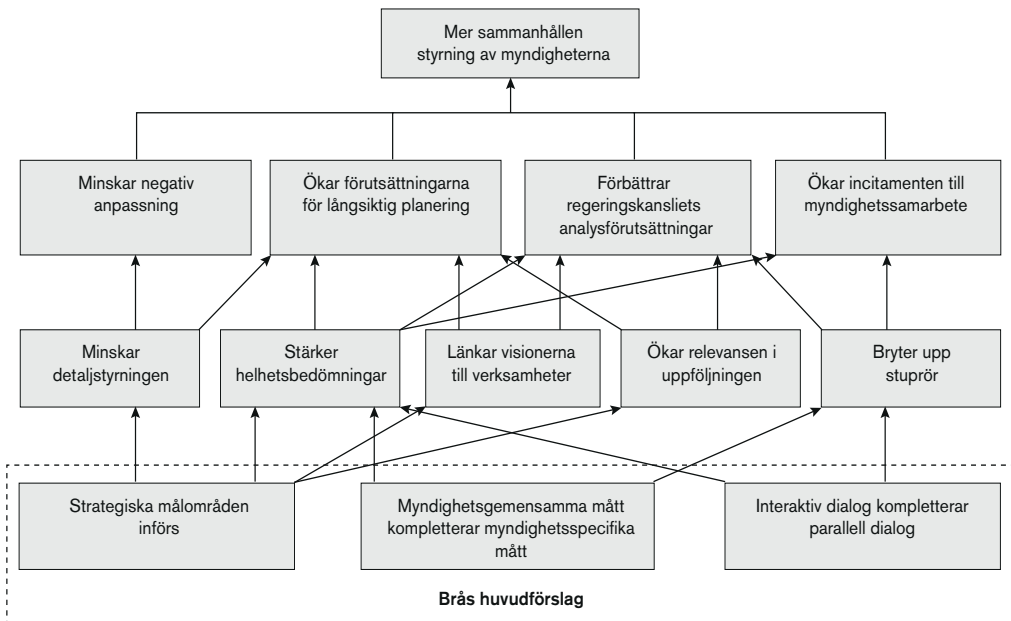 Mer sammanhållen
styrning av myndigheterna
Minskar negativ
anpassning
Ökar förutsättningarna
för långsiktig planering
Förbättrar
regeringskansliets
analysförutsättningar
Ökar incitamenten till
myndighetssamarbete
Minskar
detaljstyrningen
Stärker
helhetsbedömningar
Länkar visionerna
till verksamheter
Ökar relevansen i
uppföljningen
Bryter upp
stuprör
Strategiska målområden
införs
Myndighetsgemensamma mått
kompletterar myndighetsspecifika
mått
Interaktiv dialog kompletterar
parallell dialog
Brås huvudförslag